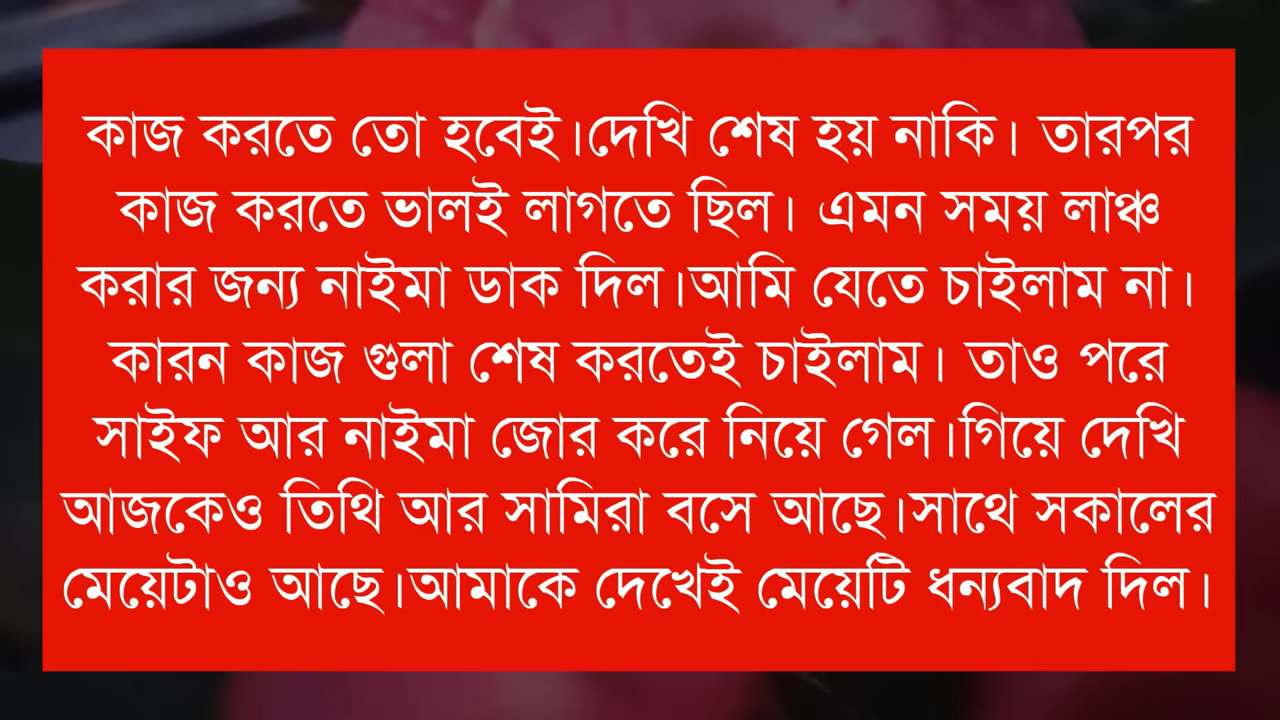 কাজ করতে তো হবেই।দেখি শেষ হয় নাকি। তারপর
কাজ করতে ভালই লাগতে ছিল। এমন সময় লাঞ্চ
করার জন্য নাইমা ডাক দিল।আমি যেতে চাইলাম না।
কারন কাজ গুলা শেষ করতেই চাইলাম। তাও পরে
সাইফ আর নাইমা জোর করে নিয়ে গেল।গিয়ে দেখি
আজকেও তিথি আর সামিরা বসে আছে।সাথে সকালের
মেয়েটাও আছে।আমাকে দেখেই মেয়েটি ধন্যবাদ দিল।